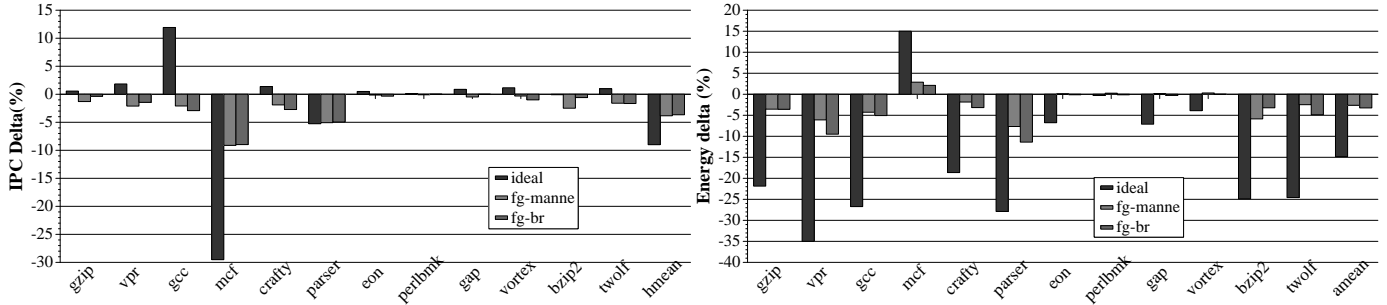 IPC Delta(%)
15
10
5
0
-5
-10
-15
-20
-25
-30
ideal
fg-manne
fg-br
gzip
vpr
gcc
mcf
crafty
parser
eon
perlbmk
gap
vortex
bzip2
twolf
hmean
Energy delta (%)
20
15
10
5
0
-5
-10
-15
-20
-25
-30
-35
-40
ideal
fg-manne
fg-br
gzip
vpr
gcc
mcf
crafty
parser
eon
perlbmk
gap
vortex
bzip2
twolf
amean